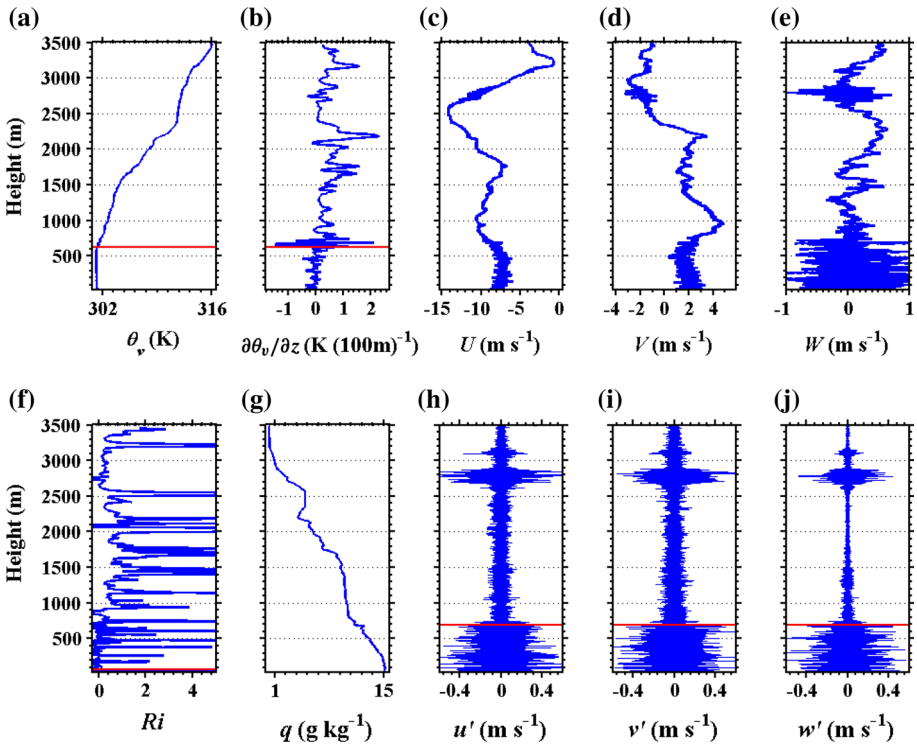 (a) (b) (c) (d) (e)
Height (m)
3500
3000
2500
2000
1500
1000
500
302 316
-1 0 1 2
-15 -10 -5 0
-4 -2 0 2 4
-1 0 1
θᵥ (K)
∂θᵥ/∂z (K (100m)⁻¹
U (m s⁻¹)
V (m s⁻¹)
W (m s⁻¹)
(f) (g) (h) (i) (j)
Height (m)
3500
3000
2500
2000
1500
1000
500
0 2 4
1 15
-0.4 0 0.4
-0.4 0 0.4
-0.4 0 0.4
Ri
q (g kg⁻¹)
u' (m s⁻¹)
v' (m s⁻¹)
w' (m s⁻¹)